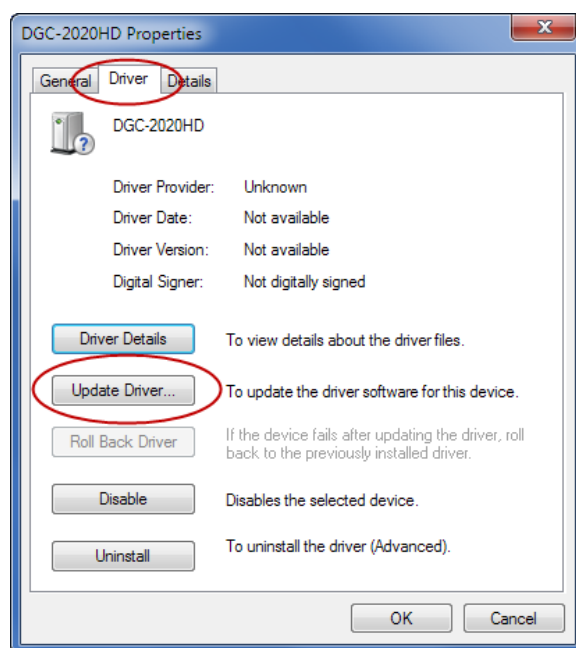 DGC-2020HD Properties
General Driver Details
DGC-2020HD
Driver Provider: Unknown
Driver Date: Not available
Driver Version: Not available
Digital Signer: Not digitally signed
Driver Details To view details about the driver files.
Update Driver... To update the driver software for this device.
Roll Back Driver If the device fails after updating the driver, roll
back to the previously installed driver.
Disable Disables the selected device.
Uninstall To uninstall the driver (Advanced).
OK Cancel